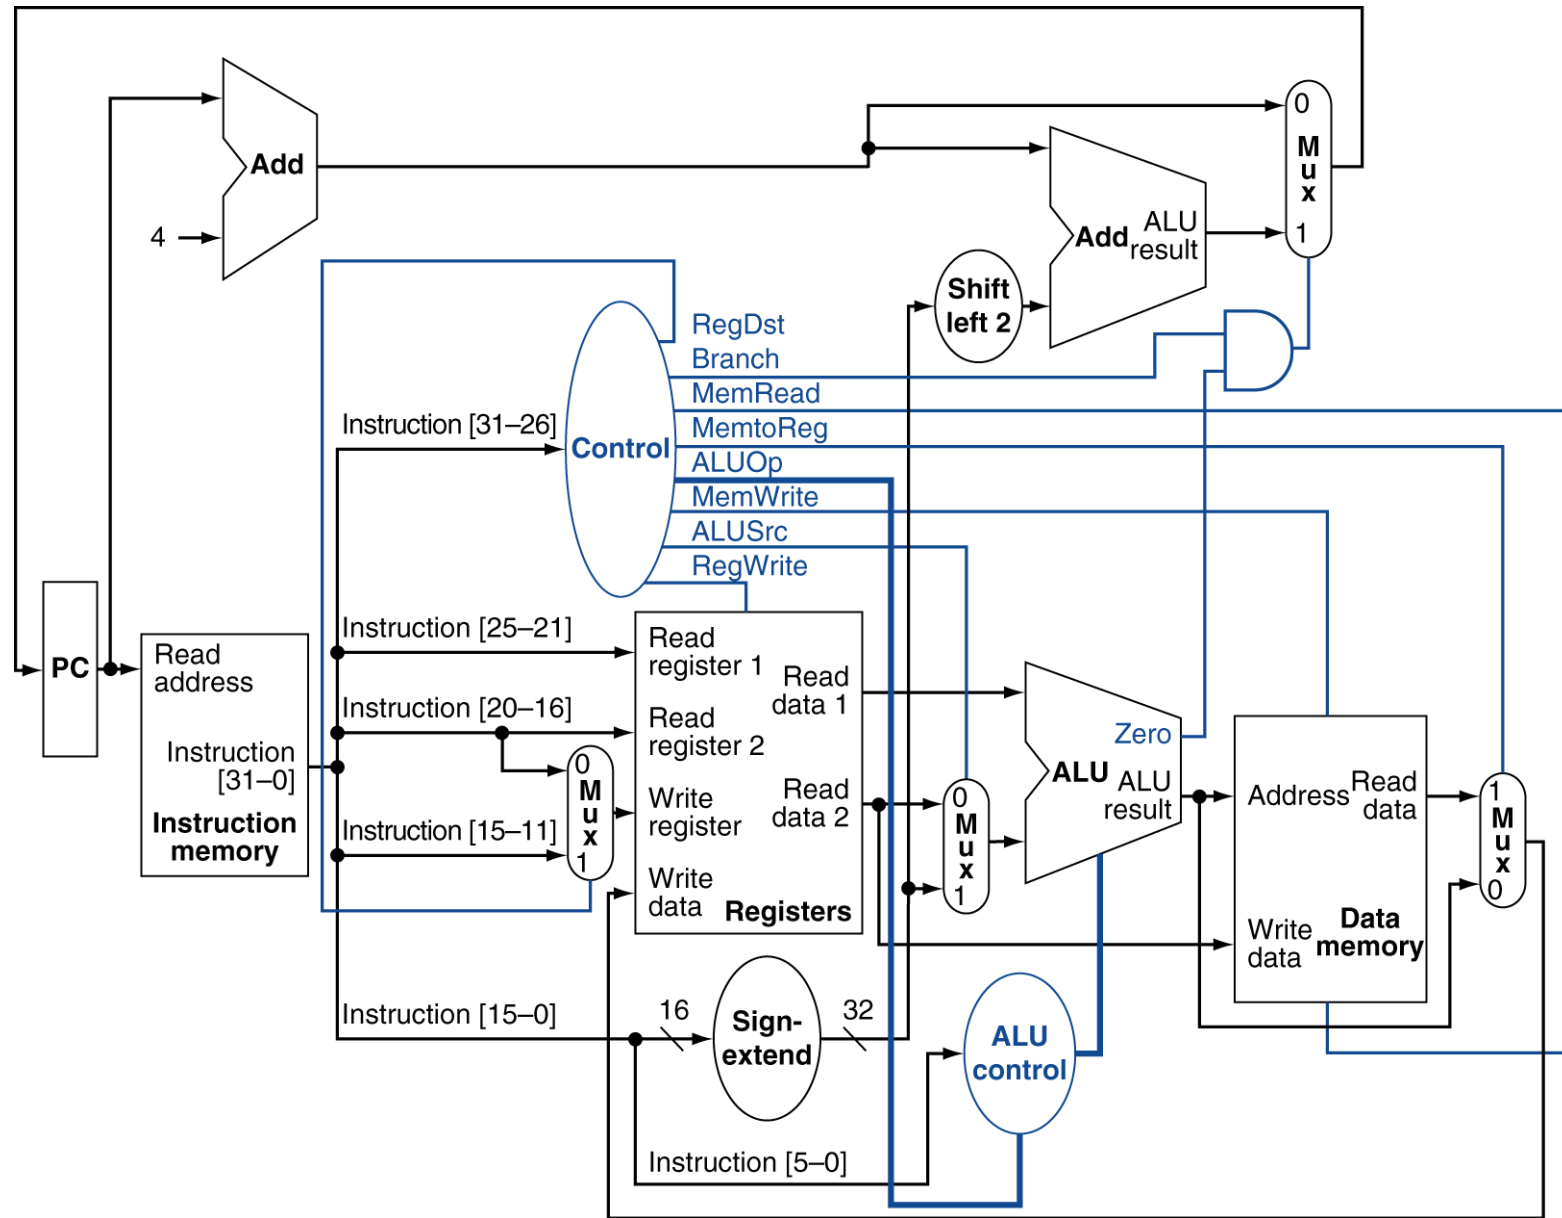 0
M
u
x
1
Add
4
Add
ALU
result
Shift
left 2
RegDst
Branch
MemRead
MemtoReg
ALUOp
MemWrite
ALUSrc
RegWrite
Control
Instruction [31–26]
Instruction [25–21]
Instruction [20–16]
Instruction [15–11]
Instruction [15–0]
Instruction [5–0]
PC
Read
address
Instruction
[31–0]
Instruction
memory
0
M
u
x
1
Read
register 1
Read
register 2
Write
register
Write
data
Read
data 1
Read
data 2
Registers
0
M
u
x
1
Zero
ALU
ALU
result
Address
Read
data
Write
data
Data
memory
1
M
u
x
0
16
Sign-
extend
32
ALU
control